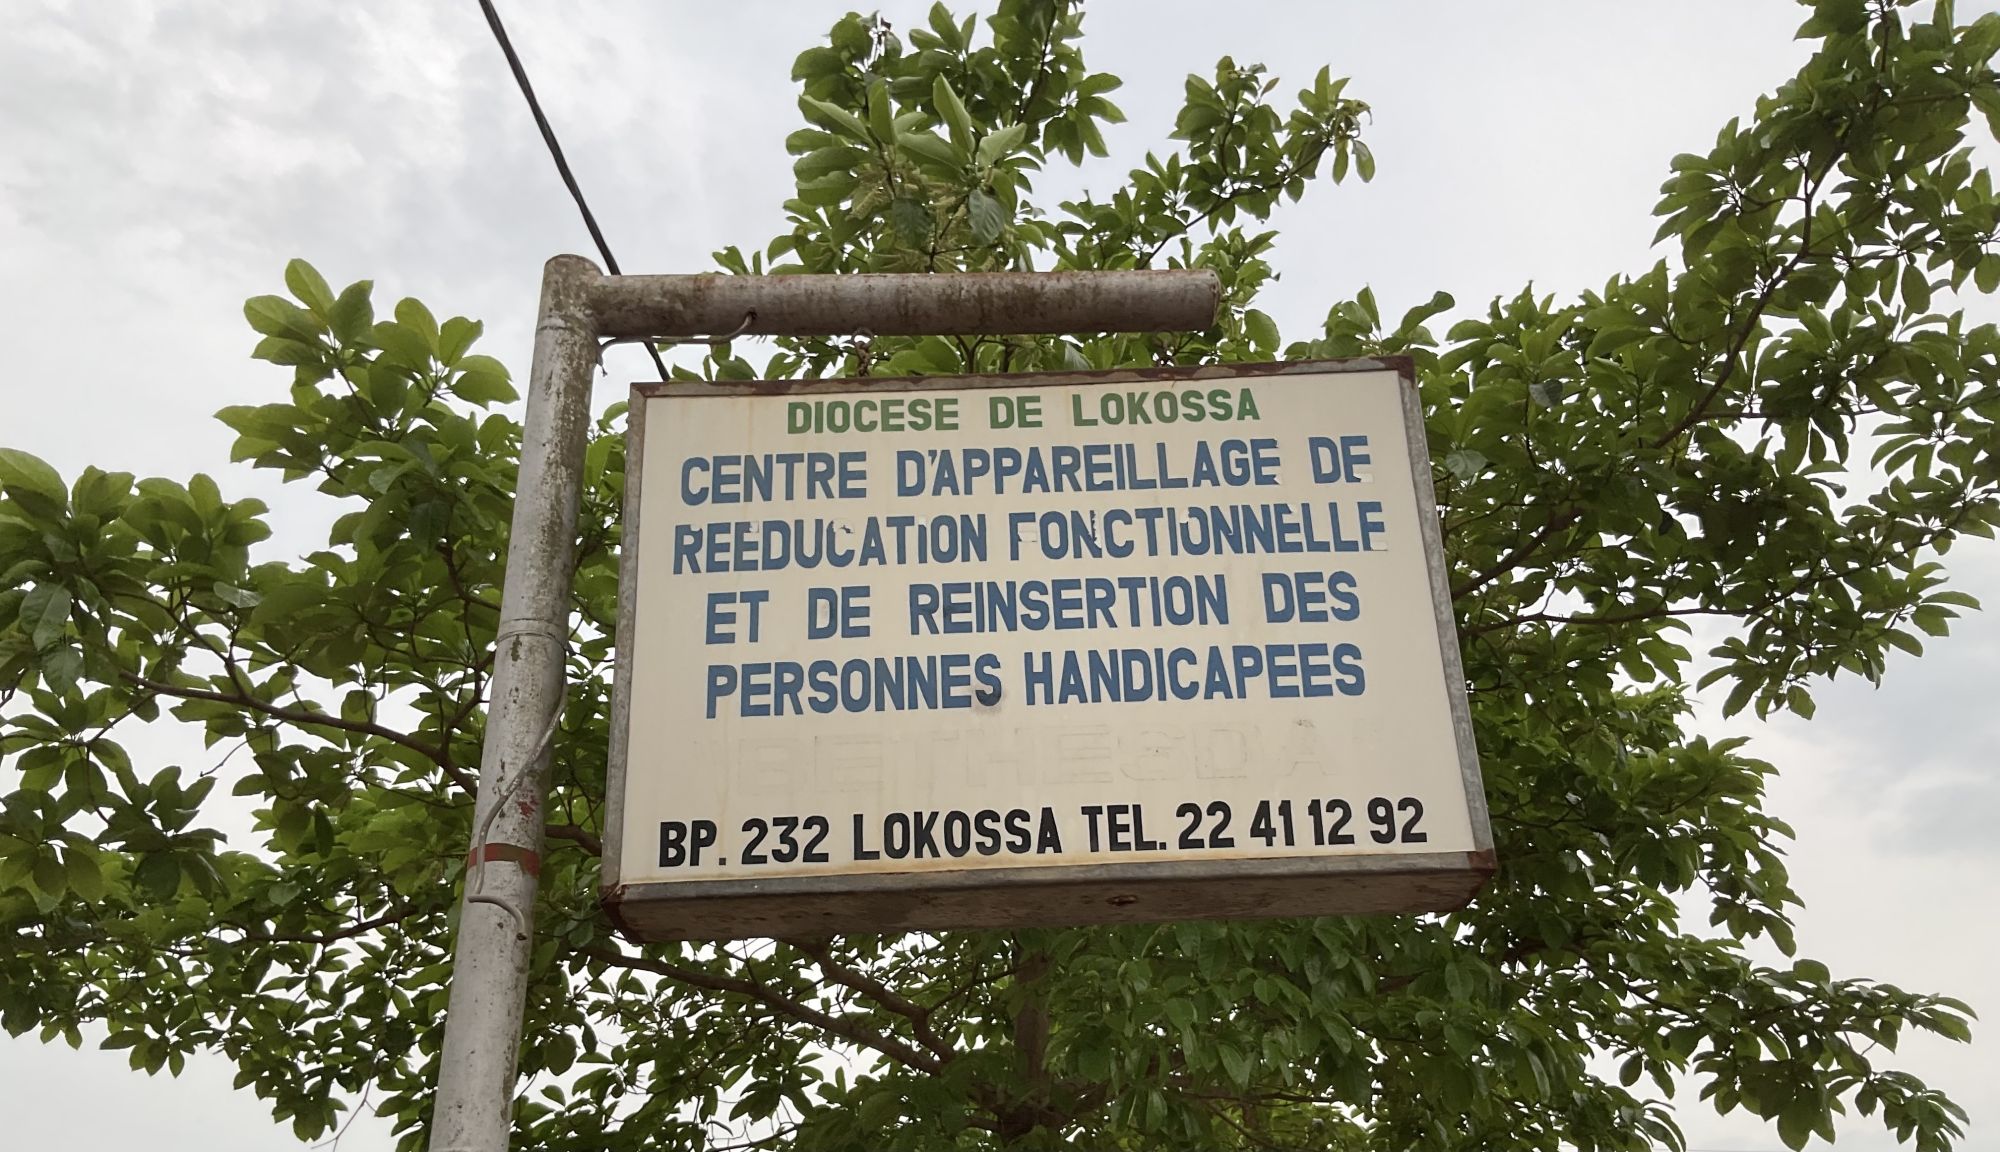 DIOCESE DE LOKOSSA
CENTRE D'APPAREILLAGE DE
REEDUCATION FONCTIONNELLE
ET DE REINSERTION DES
PERSONNES HANDICAPEES
BETHESDA
BP. 232 LOKOSSA TEL. 22 41 12 92